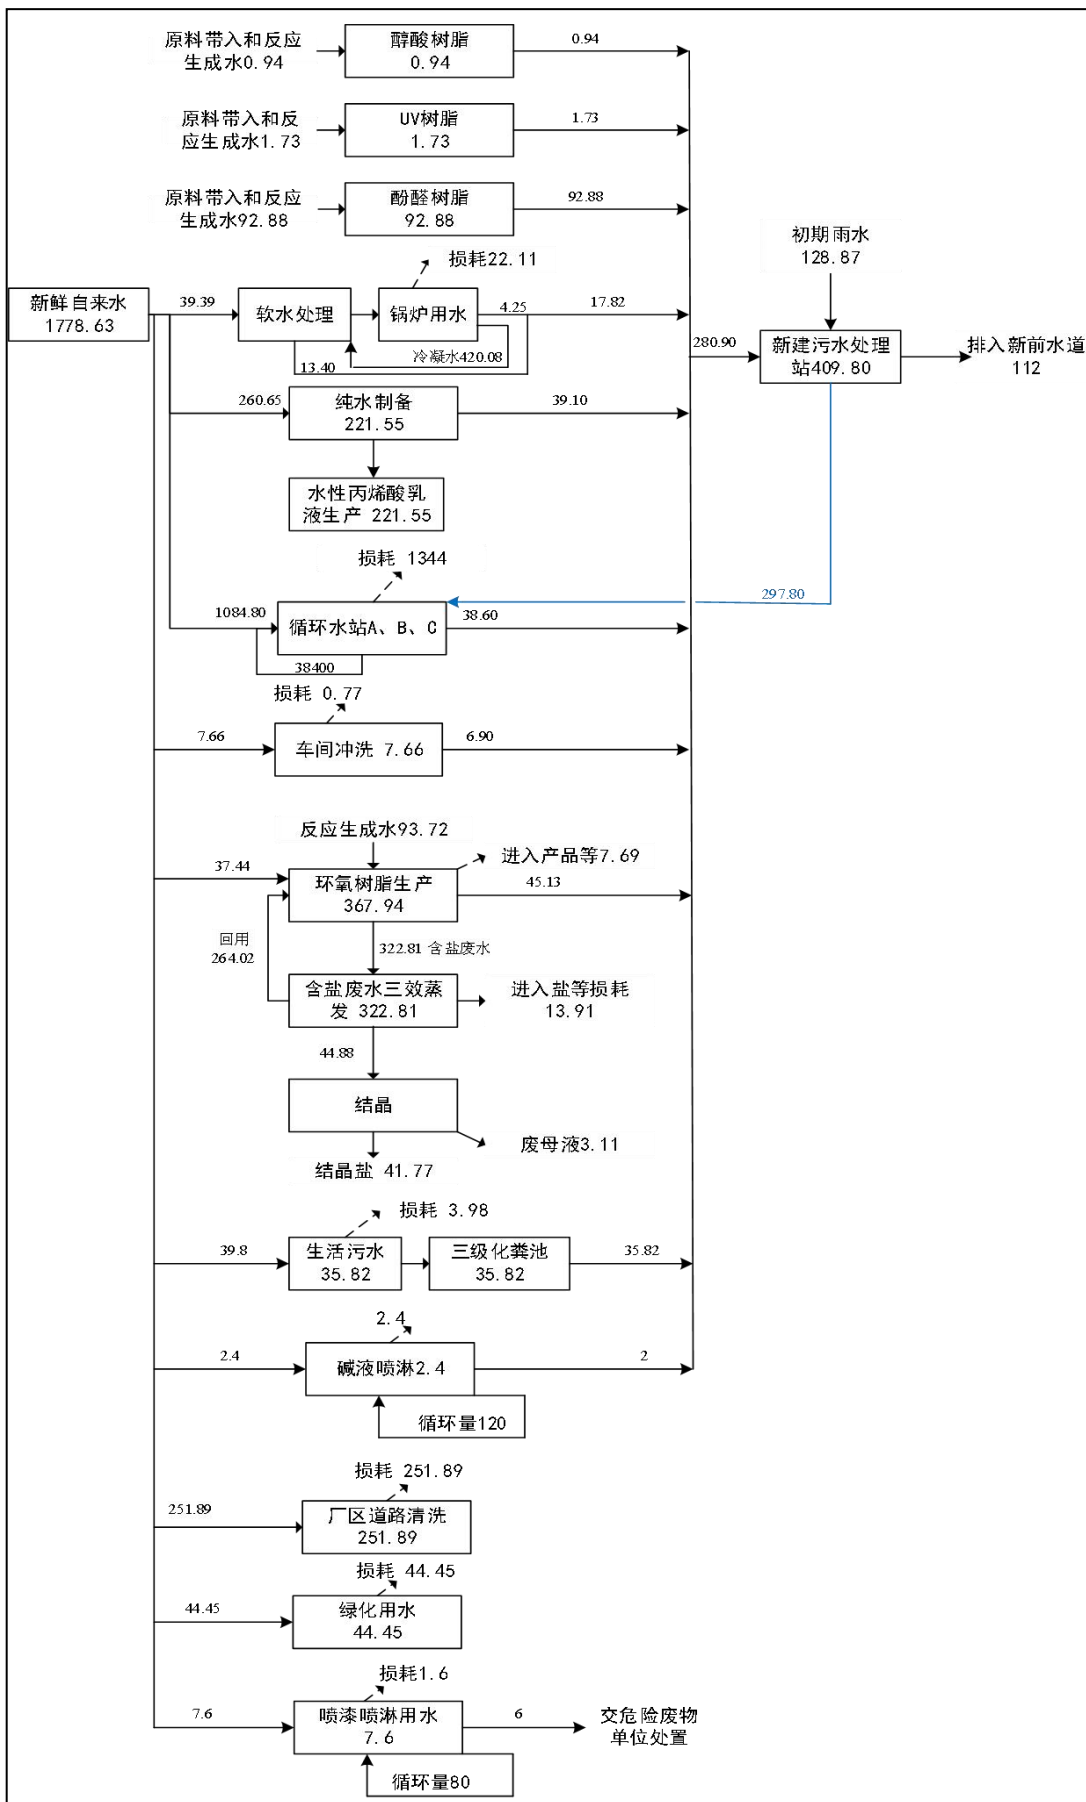 原料带入和反应
生成水0.94
醇酸树脂
0.94
0.94
原料带入和反
应生成水1.73
UV树脂
1.73
1.73
原料带入和反应
生成水92.88
酚醛树脂
92.88
92.88
初期雨水
128.87
损耗22.11
新鲜自来水
1778.63
39.39
软水处理
锅炉用水
4.25
17.82
冷凝水420.08
13.40
280.90
新建污水处理
站409.80
排入新前水道
112
260.65
纯水制备
221.55
39.10
水性丙烯酸乳
液生产 221.55
损耗 1344
297.80
1084.80
循环水站A、B、C
38.60
38400
损耗 0.77
7.66
车间冲洗 7.66
6.90
反应生成水93.72
进入产品等7.69
37.44
环氧树脂生产
367.94
45.13
回用
264.02
322.81 含盐废水
含盐废水三效蒸
发 322.81
进入盐等损耗
13.91
44.88
结晶
废母液3.11
结晶盐 41.77
损耗 3.98
39.8
生活污水
35.82
三级化粪池
35.82
35.82
2.4
2.4
碱液喷淋2.4
2
循环量120
损耗 251.89
251.89
厂区道路清洗
251.89
损耗 44.45
44.45
绿化用水
44.45
损耗1.6
7.6
喷漆喷淋用水
7.6
6
交危险废物
单位处置
循环量80